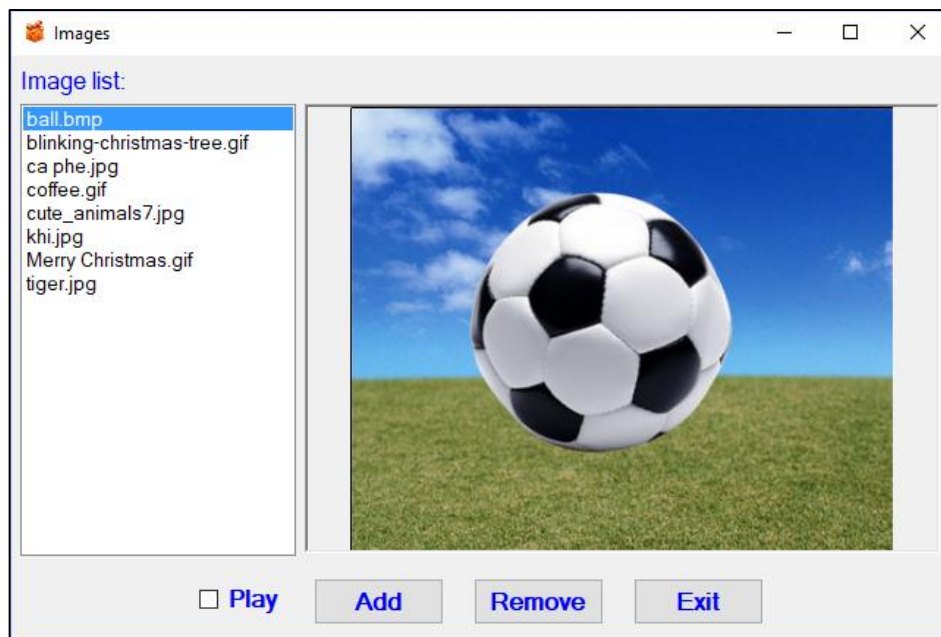 Images
Image list:
ball.bmp
blinking-christmas-tree.gif
ca phe.jpg
coffee.gif
cute_animals7.jpg
khi.jpg
Merry Christmas.gif
tiger.jpg
Play
Add
Remove
Exit